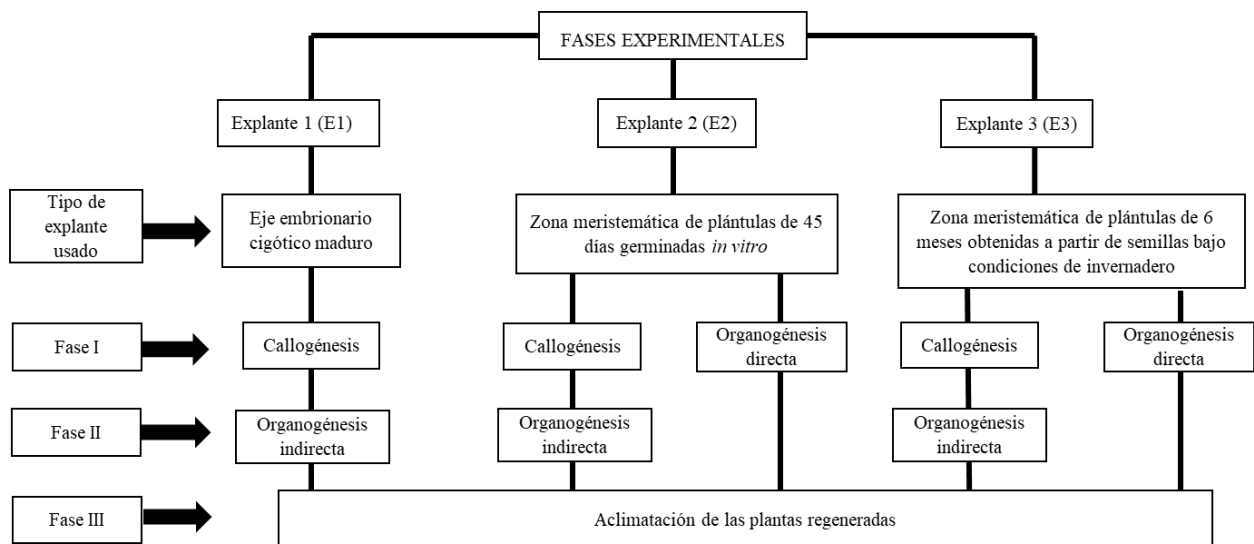 FASES EXPERIMENTALES
Explante 1 (E1)
Explante 2 (E2)
Explante 3 (E3)
Tipo de
explante
usado
Eje embrionario
cigótico maduro
Zona meristemática de plántulas de 45
días germinadas in vitro
Zona meristemática de plántulas de 6
meses obtenidas a partir de semillas bajo
condiciones de invernadero
Fase I
Callogénesis
Callogénesis
Organogénesis
directa
Callogénesis
Organogénesis
directa
Fase II
Organogénesis
indirecta
Organogénesis
indirecta
Organogénesis
indirecta
Fase III
Aclimatación de las plantas regeneradas